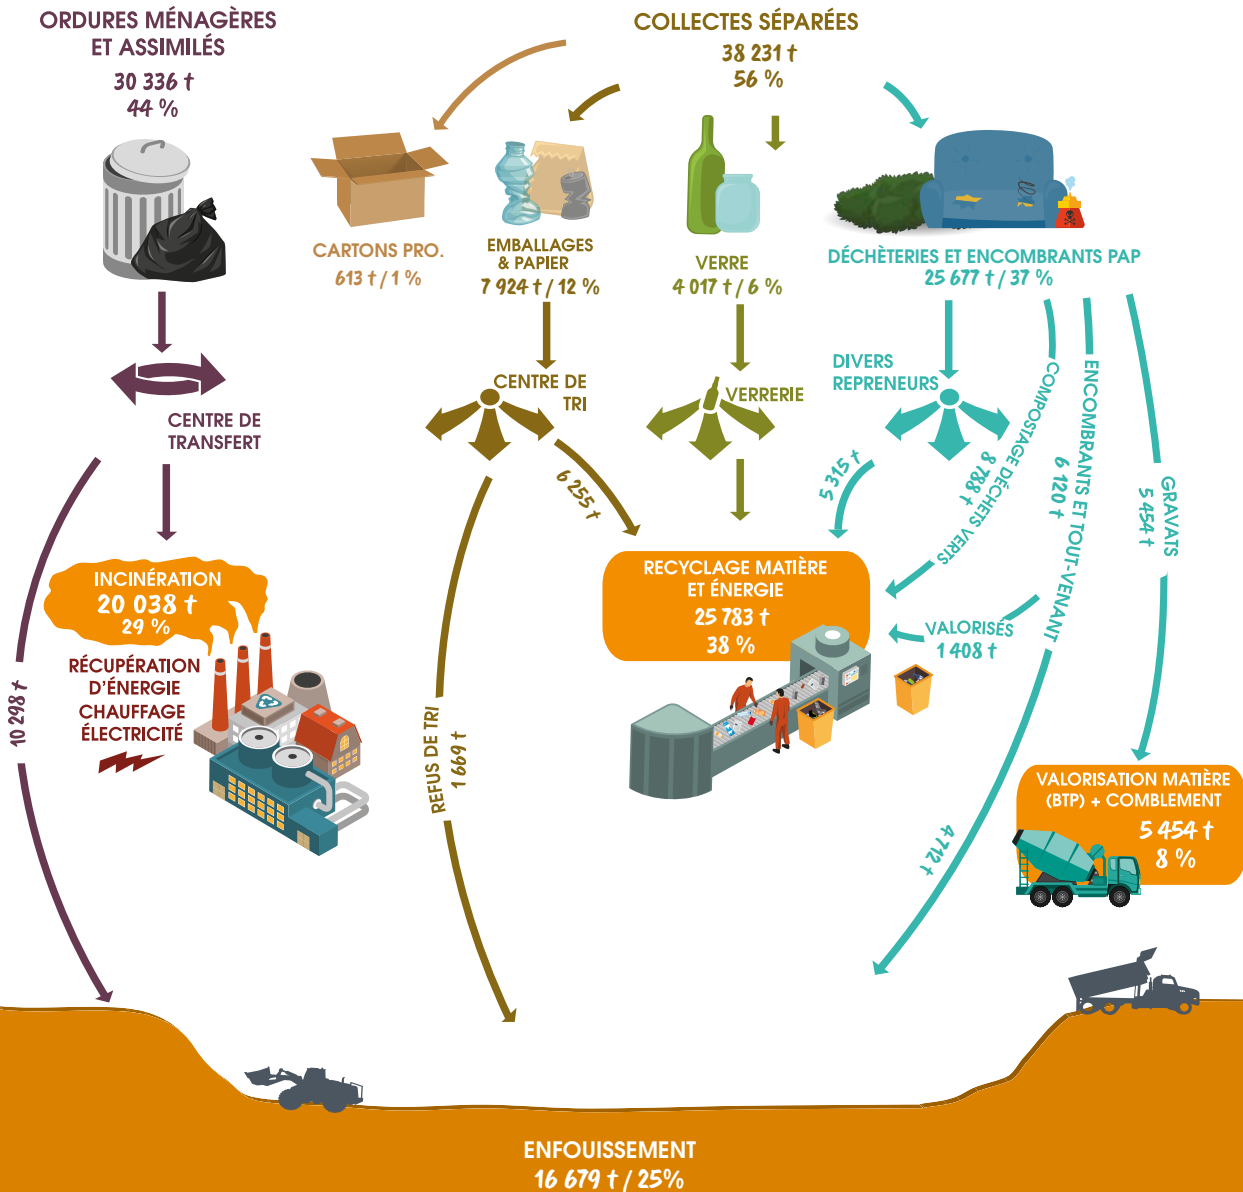 ORDURES MÉNAGÈRES
ET ASSIMILÉS
30 336 t
44 %
COLLECTES SÉPARÉES
38 231 t
56 %
CARTONS PRO.
613 t / 1 %
EMBALLAGES
& PAPIER
7 924 t / 12 %
VERRE
4 017 t / 6 %
DÉCHÈTERIES ET ENCOMBRANTS PAP
25 677 t / 37 %
CENTRE DE
TRANSFERT
CENTRE DE
TRI
VERRERIE
DIVERS
REPRENEURS
6 255 t
5 315 t
COMPOSTAGE DÉCHETS VERTS
8 788 t
ENCOMBRANTS ET TOUT-VENANT
6 120 t
GRAVATS
5 454 t
INCINÉRATION
20 038 t
29 %
RÉCUPÉRATION
D'ÉNERGIE
CHAUFFAGE
ÉLECTRICITÉ
10 298 t
REFUS DE TRI
1 669 t
RECYCLAGE MATIÈRE
ET ÉNERGIE
25 783 t
38 %
VALORISÉS
1 408 t
4 712 t
VALORISATION MATIÈRE
(BTP) + COMBLEMENT
5 454 t
8 %
ENFOUISSEMENT
16 679 t / 25%